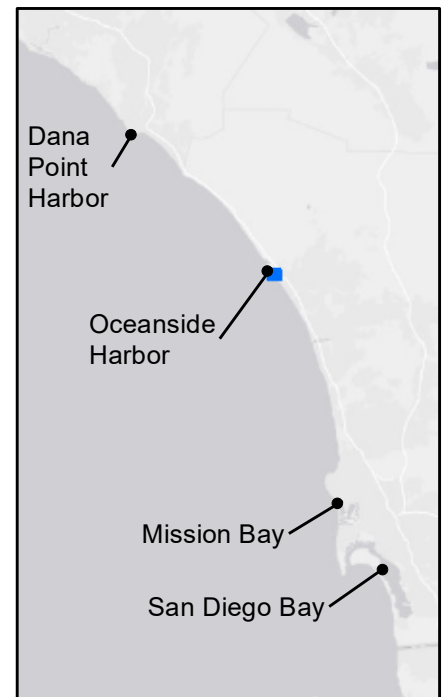 Dana
Point
Harbor
Oceanside
Harbor
Mission Bay
San Diego Bay